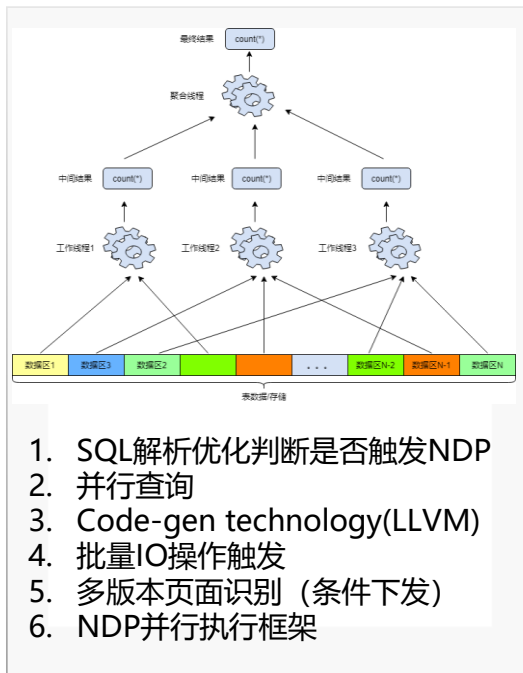 最终结果 count(*)
聚合线程
中间结果 count(*) 中间结果 count(*) 中间结果 count(*)
工作线程1 工作线程2 工作线程3
数据区1 数据区3 数据区2 . . . 数据区N-2 数据区N-1 数据区N
表数据/存储
1. SQL解析优化判断是否触发NDP
2. 并行查询
3. Code-gen technology(LLVM)
4. 批量IO操作触发
5. 多版本页面识别（条件下发）
6. NDP并行执行框架